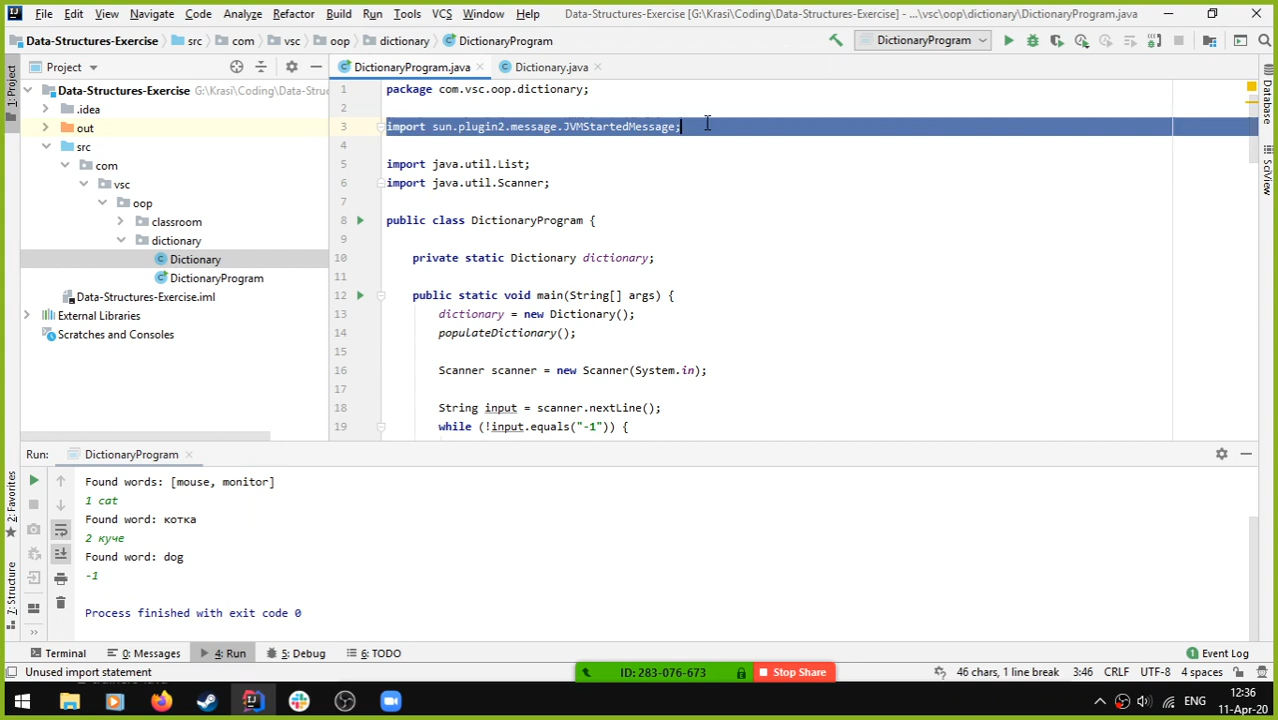 File Edit View Navigate Code Analyze Refactor Build Run Tools VCS Window Help Data-Structures-Exercise [G:\Krasi\Coding\Data-Structures-Exercise] - ...\vsc\oop\dictionary\DictionaryProgram.java
Data-Structures-Exercise src com vsc oop dictionary DictionaryProgram DictionaryProgram
1: Project
Project
DictionaryProgram.java
Dictionary.java
Data-Structures-Exercise G:\Krasi\Coding\Data-Stru
.idea
out
src
com
vsc
oop
classroom
dictionary
Dictionary
DictionaryProgram
Data-Structures-Exercise.iml
External Libraries
Scratches and Consoles
1 package com.vsc.oop.dictionary;
2
3 import sun.plugin2.message.JVMStartedMessage;
4
5 import java.util.List;
6 import java.util.Scanner;
7
8 public class DictionaryProgram {
9
10 private static Dictionary dictionary;
11
12 public static void main(String[] args) {
13 dictionary = new Dictionary();
14 populateDictionary();
15
16 Scanner scanner = new Scanner(System.in);
17
18 String input = scanner.nextLine();
19 while (!input.equals("-1")) {
Database
SciView
Run: DictionaryProgram
Found words: [mouse, monitor]
1 cat
Found word: котка
2 куче
Found word: dog
-1
Process finished with exit code 0
2: Favorites
7: Structure
Terminal 0: Messages 4: Run 5: Debug 6: TODO Event Log
Unused import statement
ID: 283-076-673 Stop Share
46 chars, 1 line break 3:46 CRLF UTF-8 4 spaces
ENG
12:36
11-Apr-20